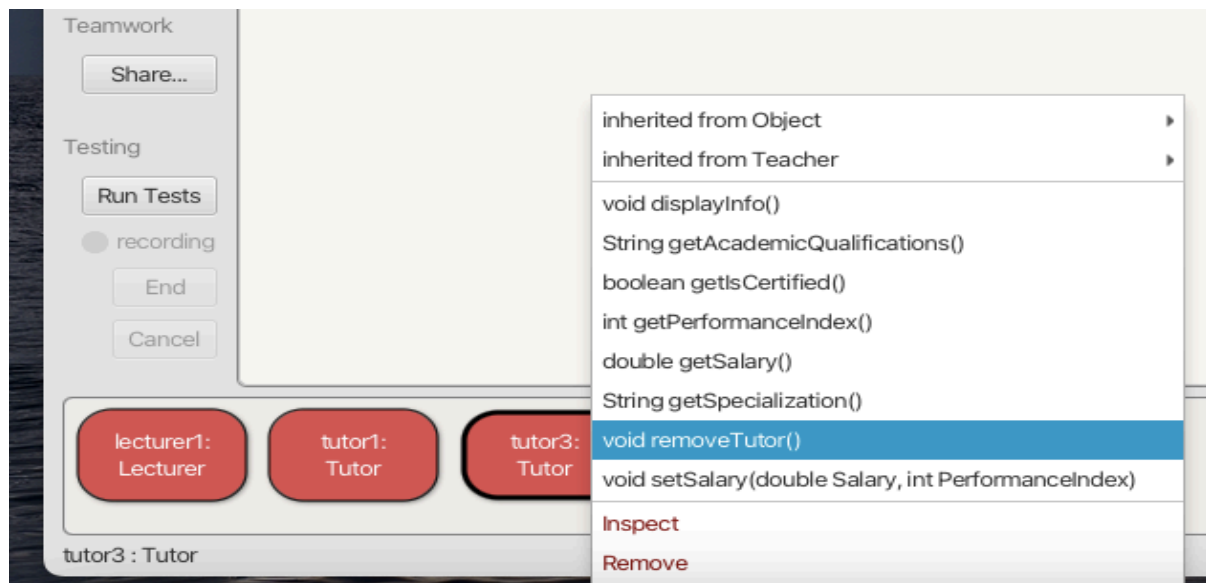 Teamwork
Share...
Testing
Run Tests
recording
End
Cancel
inherited from Object
inherited from Teacher
void displayInfo()
String getAcademicQualifications()
boolean getIsCertified()
int getPerformanceIndex()
double getSalary()
String getSpecialization()
void removeTutor()
void setSalary(double Salary, int PerformanceIndex)
Inspect
Remove
lecturer1:
Lecturer
tutor1:
Tutor
tutor3:
Tutor
tutor3 : Tutor